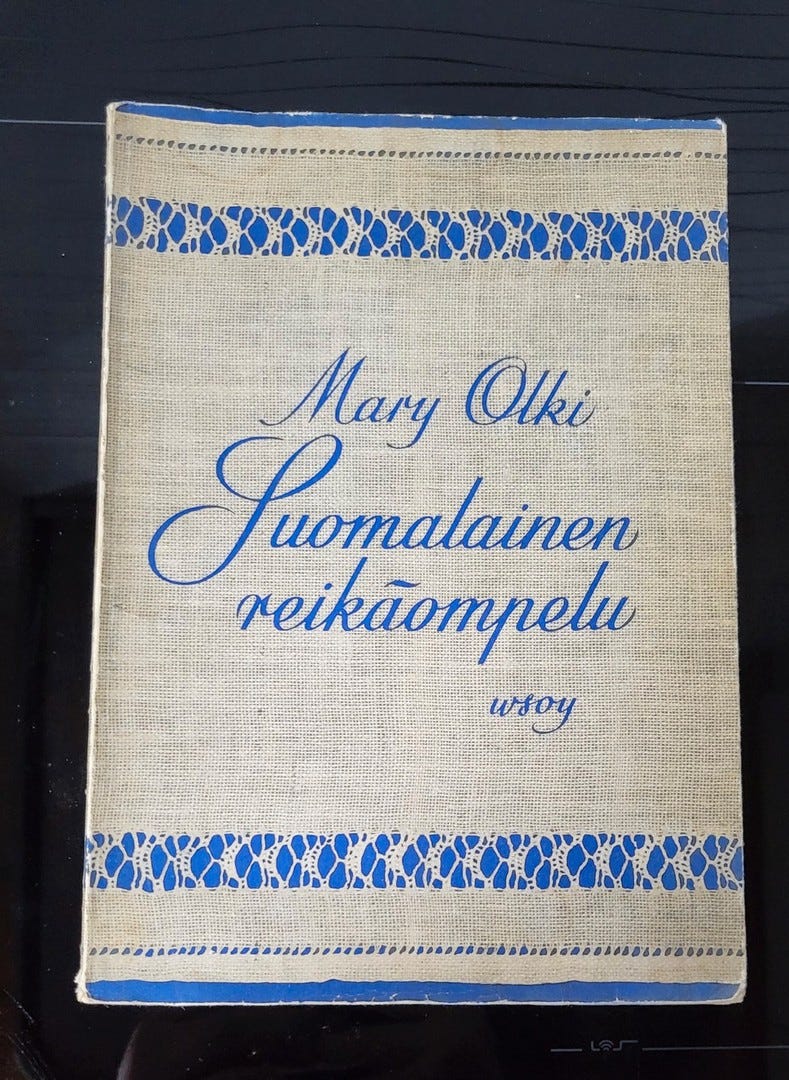 Mary Olki
Suomalainen
reikäompelu
wsoy